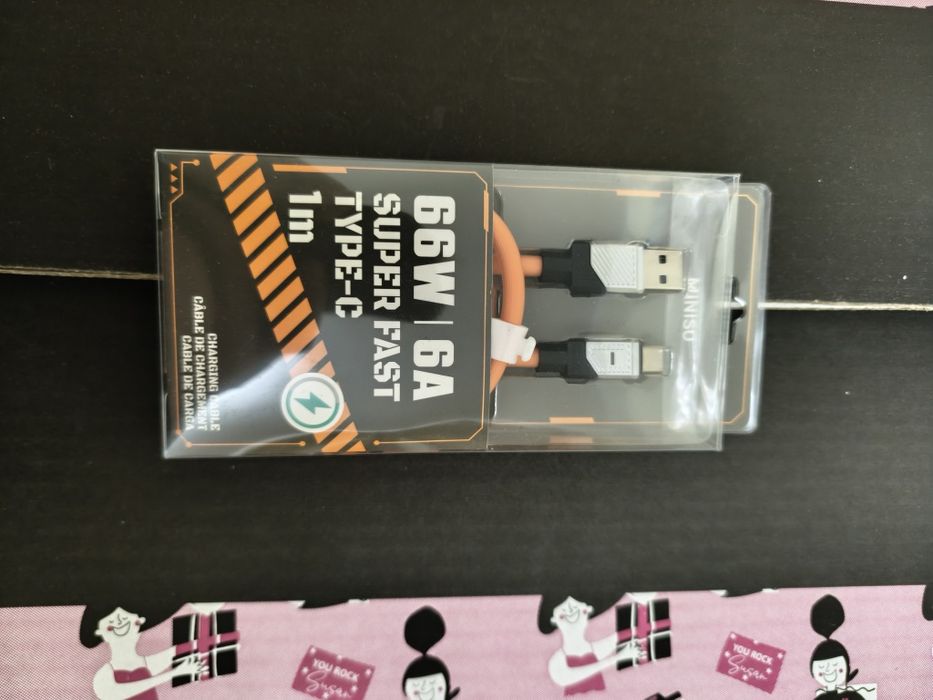 MINISO
66W | 6A
SUPER FAST
TYPE-C
1m
CHARGING CABLE
CÂBLE DE CHARGEMENT
CABLE DE CARGA
YOU ROCK
Susan
YOU ROCK
Susan